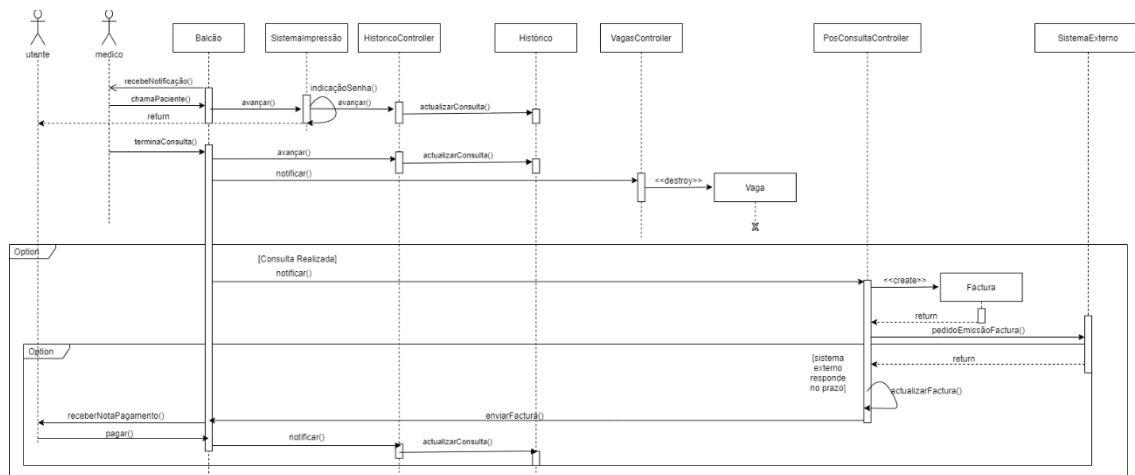 utente
medico
Balcão
SistemaImpressão
HistoricoController
Histórico
VagasController
PosConsultaController
SistemaExterno
recebeNotificação()
indicaçãoSenha()
chamaPaciente()
avançar()
avançar()
actualizarConsulta()
return
terminaConsulta()
avançar()
actualizarConsulta()
notificar()
<<destroy>>
Vaga
Option
[Consulta Realizada]
notificar()
<<create>>
Factura
return
pedidoEmissãoFactura()
Option
[sistema
externo
responde
no prazo]
return
actualizarFactura()
receberNotaPagamento()
enviarFactura()
pagar()
notificar()
actualizarConsulta()